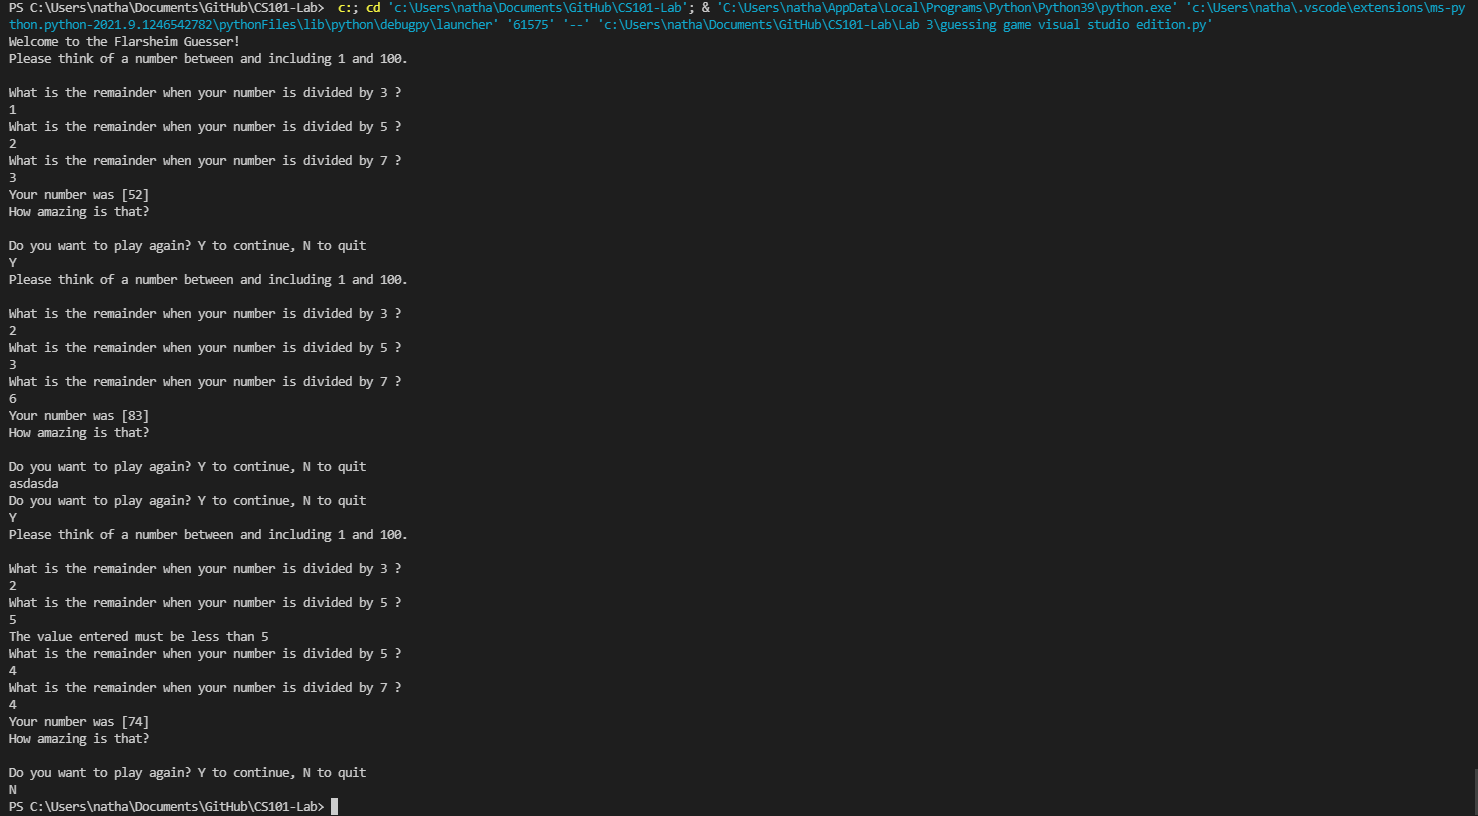 PS C:\Users\natha\Documents\GitHub\CS101-Lab>  c:; cd 'c:\Users\natha\Documents\GitHub\CS101-Lab'; & 'C:\Users\natha\AppData\Local\Programs\Python\Python39\python.exe' 'c:\Users\natha\.vscode\extensions\ms-py
thon.python-2021.9.1246542782\pythonFiles\lib\python\debugpy\launcher' '61575' '--' 'c:\Users\natha\Documents\GitHub\CS101-Lab\Lab 3\guessing game visual studio edition.py'
Welcome to the Flarsheim Guesser!
Please think of a number between and including 1 and 100.
What is the remainder when your number is divided by 3 ?
1
What is the remainder when your number is divided by 5 ?
2
What is the remainder when your number is divided by 7 ?
3
Your number was [52]
How amazing is that?
Do you want to play again? Y to continue, N to quit
Y
Please think of a number between and including 1 and 100.
What is the remainder when your number is divided by 3 ?
2
What is the remainder when your number is divided by 5 ?
3
What is the remainder when your number is divided by 7 ?
6
Your number was [83]
How amazing is that?
Do you want to play again? Y to continue, N to quit
asdasda
Do you want to play again? Y to continue, N to quit
Y
Please think of a number between and including 1 and 100.
What is the remainder when your number is divided by 3 ?
2
What is the remainder when your number is divided by 5 ?
5
The value entered must be less than 5
What is the remainder when your number is divided by 5 ?
4
What is the remainder when your number is divided by 7 ?
4
Your number was [74]
How amazing is that?
Do you want to play again? Y to continue, N to quit
N
PS C:\Users\natha\Documents\GitHub\CS101-Lab>